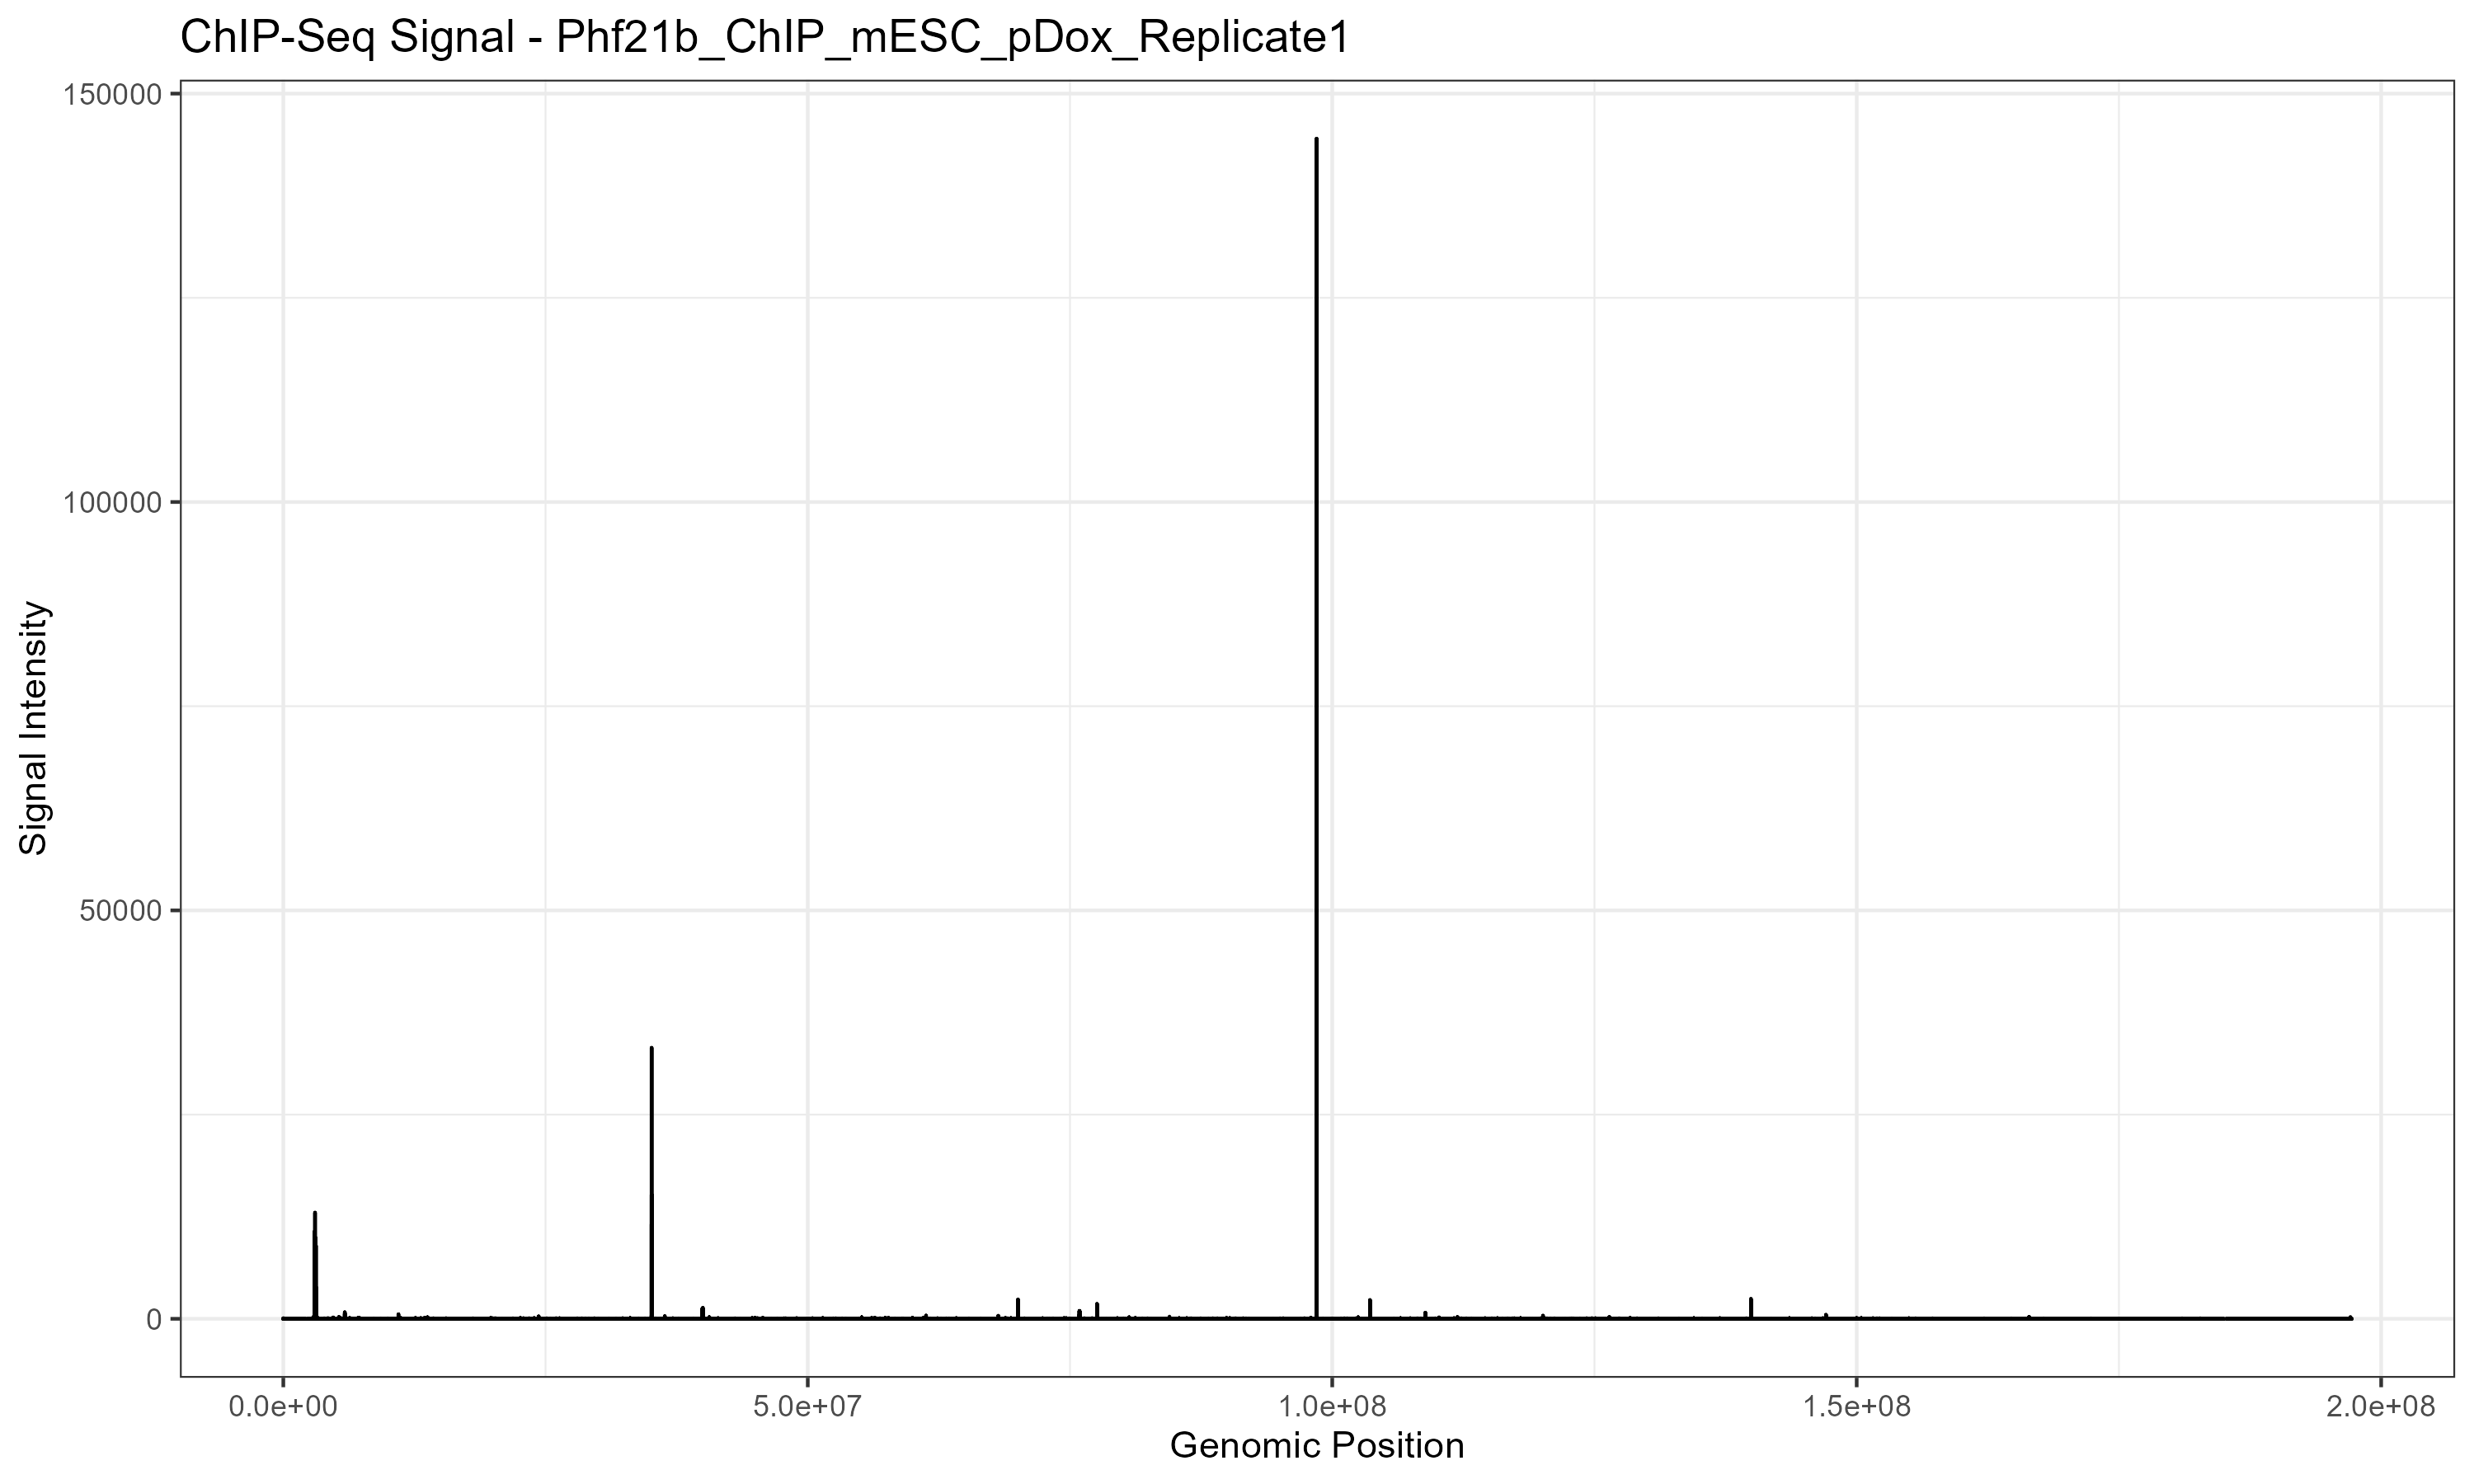 ChIP-Seq Signal - Phf21b_ChIP_mESC_pDox_Replicate1
150000
100000
50000
0
Signal Intensity
0.0e+00 5.0e+07 1.0e+08 1.5e+08 2.0e+08
Genomic Position